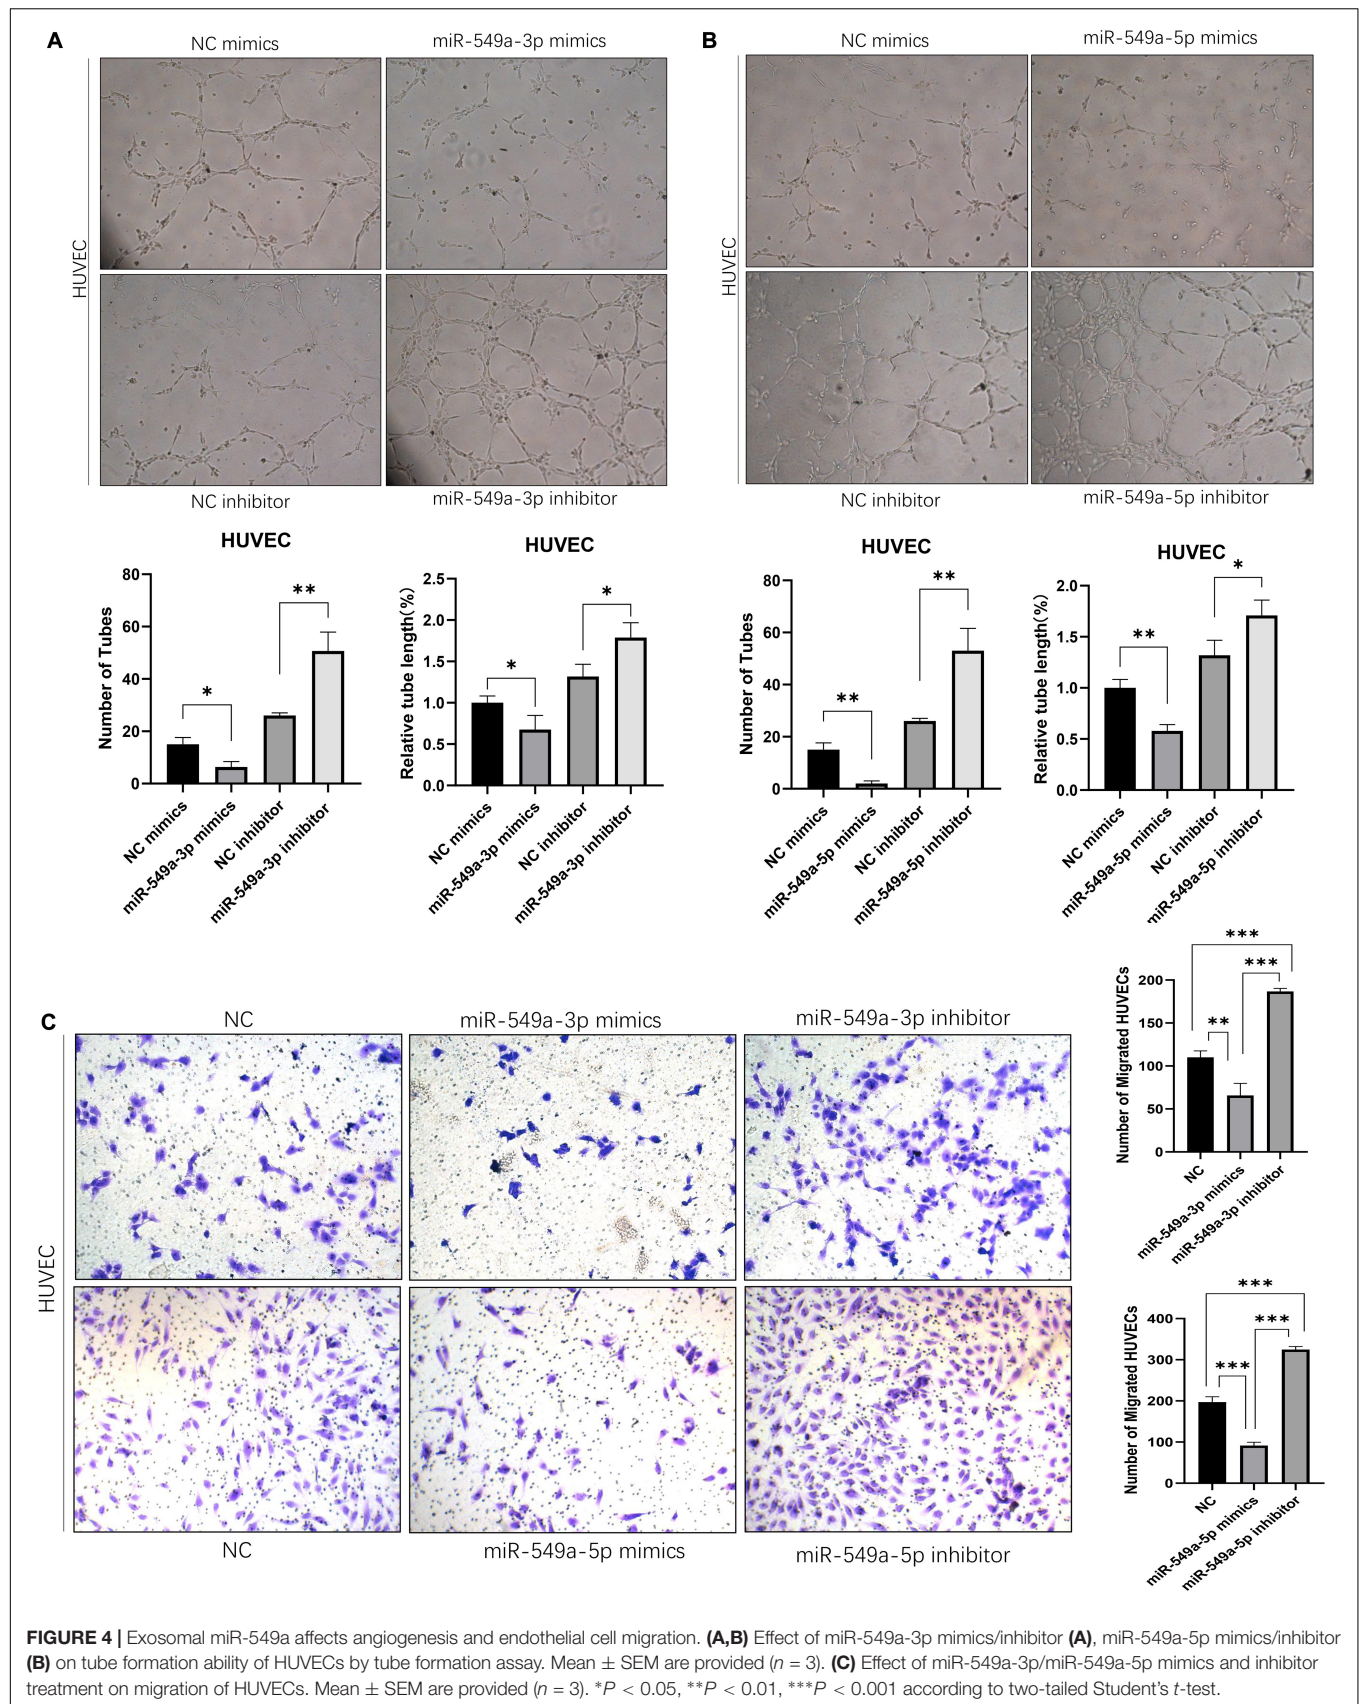 A
NC mimics
miR-549a-3p mimics
B
NC mimics
miR-549a-5p mimics
HUVEC
HUVEC
NC inhibitor
miR-549a-3p inhibitor
NC inhibitor
miR-549a-5p inhibitor
HUVEC
Number of Tubes
80
60
40
20
0
*
**
NC mimics
miR-549a-3p mimics
NC inhibitor
miR-549a-3p inhibitor
HUVEC
Relative tube length(%)
2.5
2.0
1.5
1.0
0.5
0.0
*
*
NC mimics
miR-549a-3p mimics
NC inhibitor
miR-549a-3p inhibitor
HUVEC
Number of Tubes
80
60
40
20
0
**
**
NC mimics
miR-549a-5p mimics
NC inhibitor
miR-549a-5p inhibitor
HUVEC
Relative tube length(%)
2.0
1.5
1.0
0.5
0.0
**
*
NC mimics
miR-549a-5p mimics
NC inhibitor
miR-549a-5p inhibitor
C
NC
miR-549a-3p mimics
miR-549a-3p inhibitor
HUVEC
NC
miR-549a-5p mimics
miR-549a-5p inhibitor
Number of Migrated HUVECs
200
150
100
50
0
***
***
**
NC
miR-549a-3p mimics
miR-549a-3p inhibitor
Number of Migrated HUVECs
400
300
200
100
0
***
***
***
NC
miR-549a-5p mimics
miR-549a-5p inhibitor
FIGURE 4 | Exosomal miR-549a affects angiogenesis and endothelial cell migration. (A,B) Effect of miR-549a-3p mimics/inhibitor (A), miR-549a-5p mimics/inhibitor
(B) on tube formation ability of HUVECs by tube formation assay. Mean ± SEM are provided (n = 3). (C) Effect of miR-549a-3p/miR-549a-5p mimics and inhibitor
treatment on migration of HUVECs. Mean ± SEM are provided (n = 3). *P < 0.05, **P < 0.01, ***P < 0.001 according to two-tailed Student's t-test.